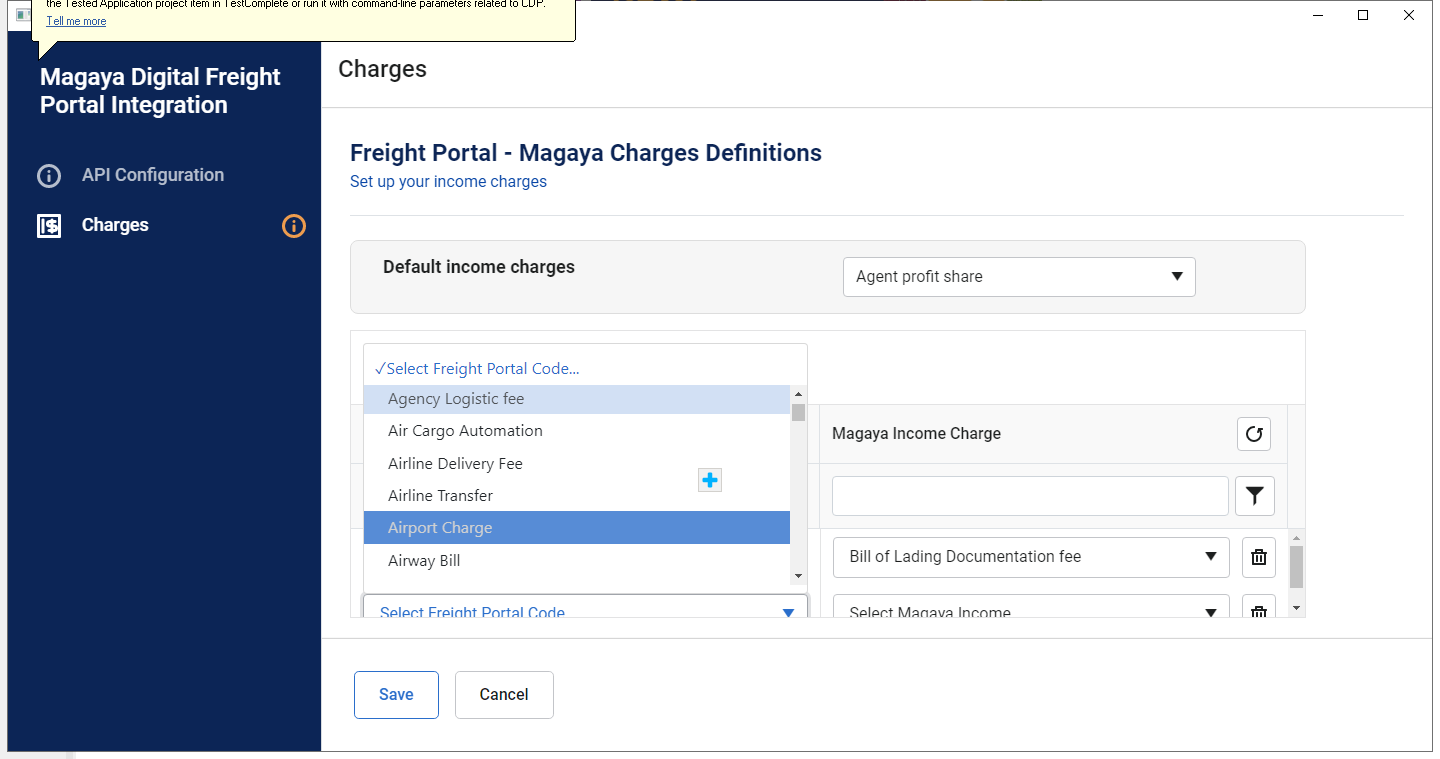 the Tested Application project item in TestComplete or run it with command-line parameters related to CDP.
Tell me more
Magaya Digital Freight
Portal Integration
API Configuration
Charges
Charges
Freight Portal - Magaya Charges Definitions
Set up your income charges
Default income charges
Agent profit share
✓Select Freight Portal Code...
Agency Logistic fee
Air Cargo Automation
Airline Delivery Fee
Airline Transfer
Airport Charge
Airway Bill
Select Freight Portal Code
Magaya Income Charge
Bill of Lading Documentation fee
Select Magaya Income
Save
Cancel